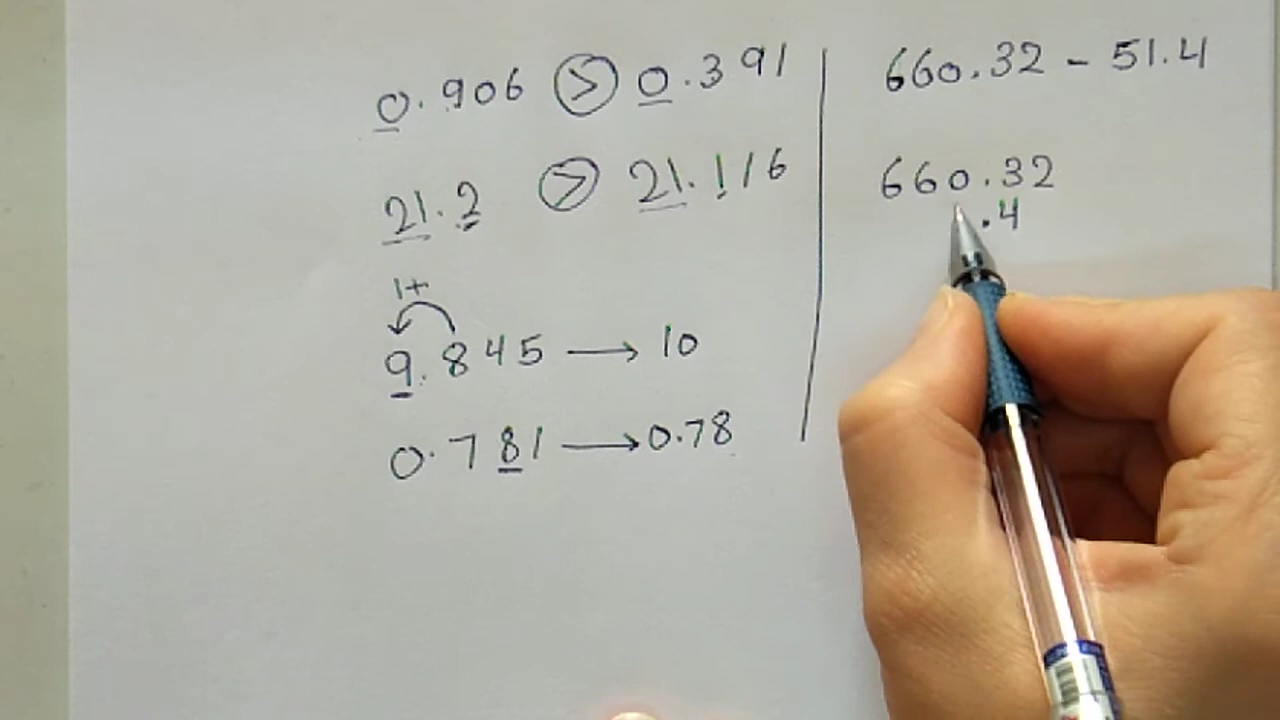 0.906 > 0.391
21.2 > 21.116
1+
9.845 → 10
0.781 → 0.78
660.32 - 51.4
660.32
.4